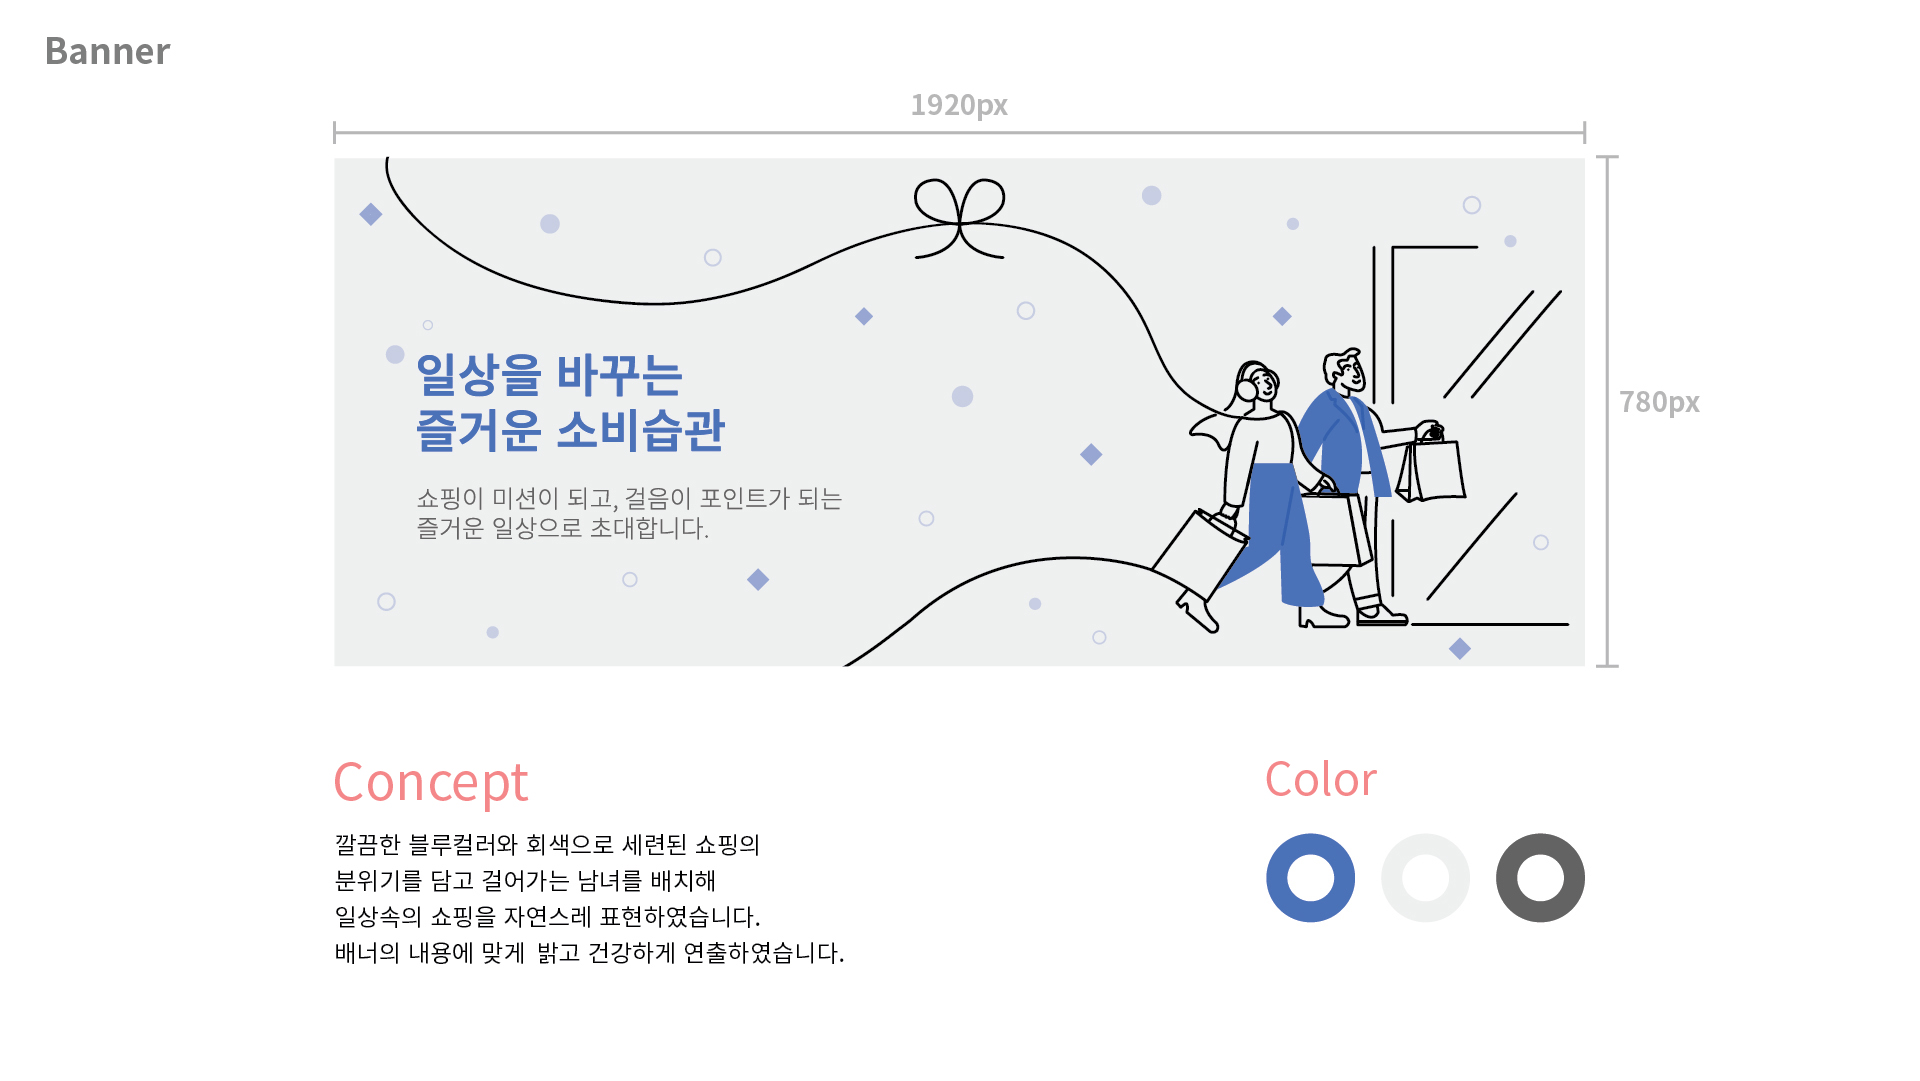 Banner
1920px
780px
일상을 바꾸는
즐거운 소비습관
쇼핑이 미션이 되고, 걸음이 포인트가 되는
즐거운 일상으로 초대합니다.
Concept
깔끔한 블루컬러와 회색으로 세련된 쇼핑의
분위기를 담고 걸어가는 남녀를 배치해
일상속의 쇼핑을 자연스레 표현하였습니다.
배너의 내용에 맞게 밝고 건강하게 연출하였습니다.
Color